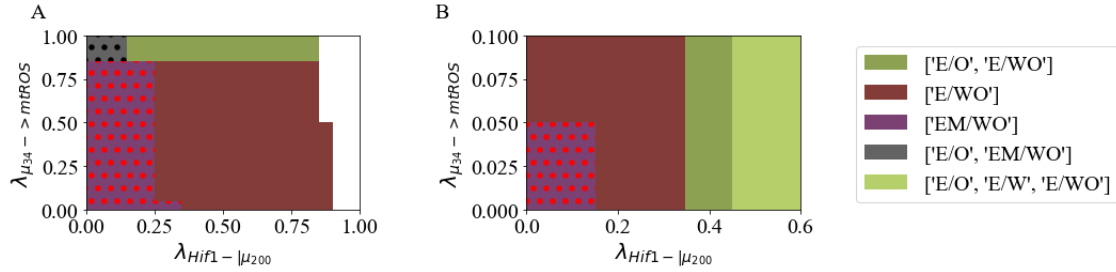 A
B
1.00
0.75
0.50
0.25
0.00
λμ34−>mtROS
0.00
0.25
0.50
0.75
1.00
λHif1−|μ200
0.100
0.075
0.050
0.025
0.000
λμ34−>mtROS
0.0
0.2
0.4
0.6
λHif1−|μ200
['E/O', 'E/WO']
['E/WO']
['EM/WO']
['E/O', 'EM/WO']
['E/O', 'E/W', 'E/WO']